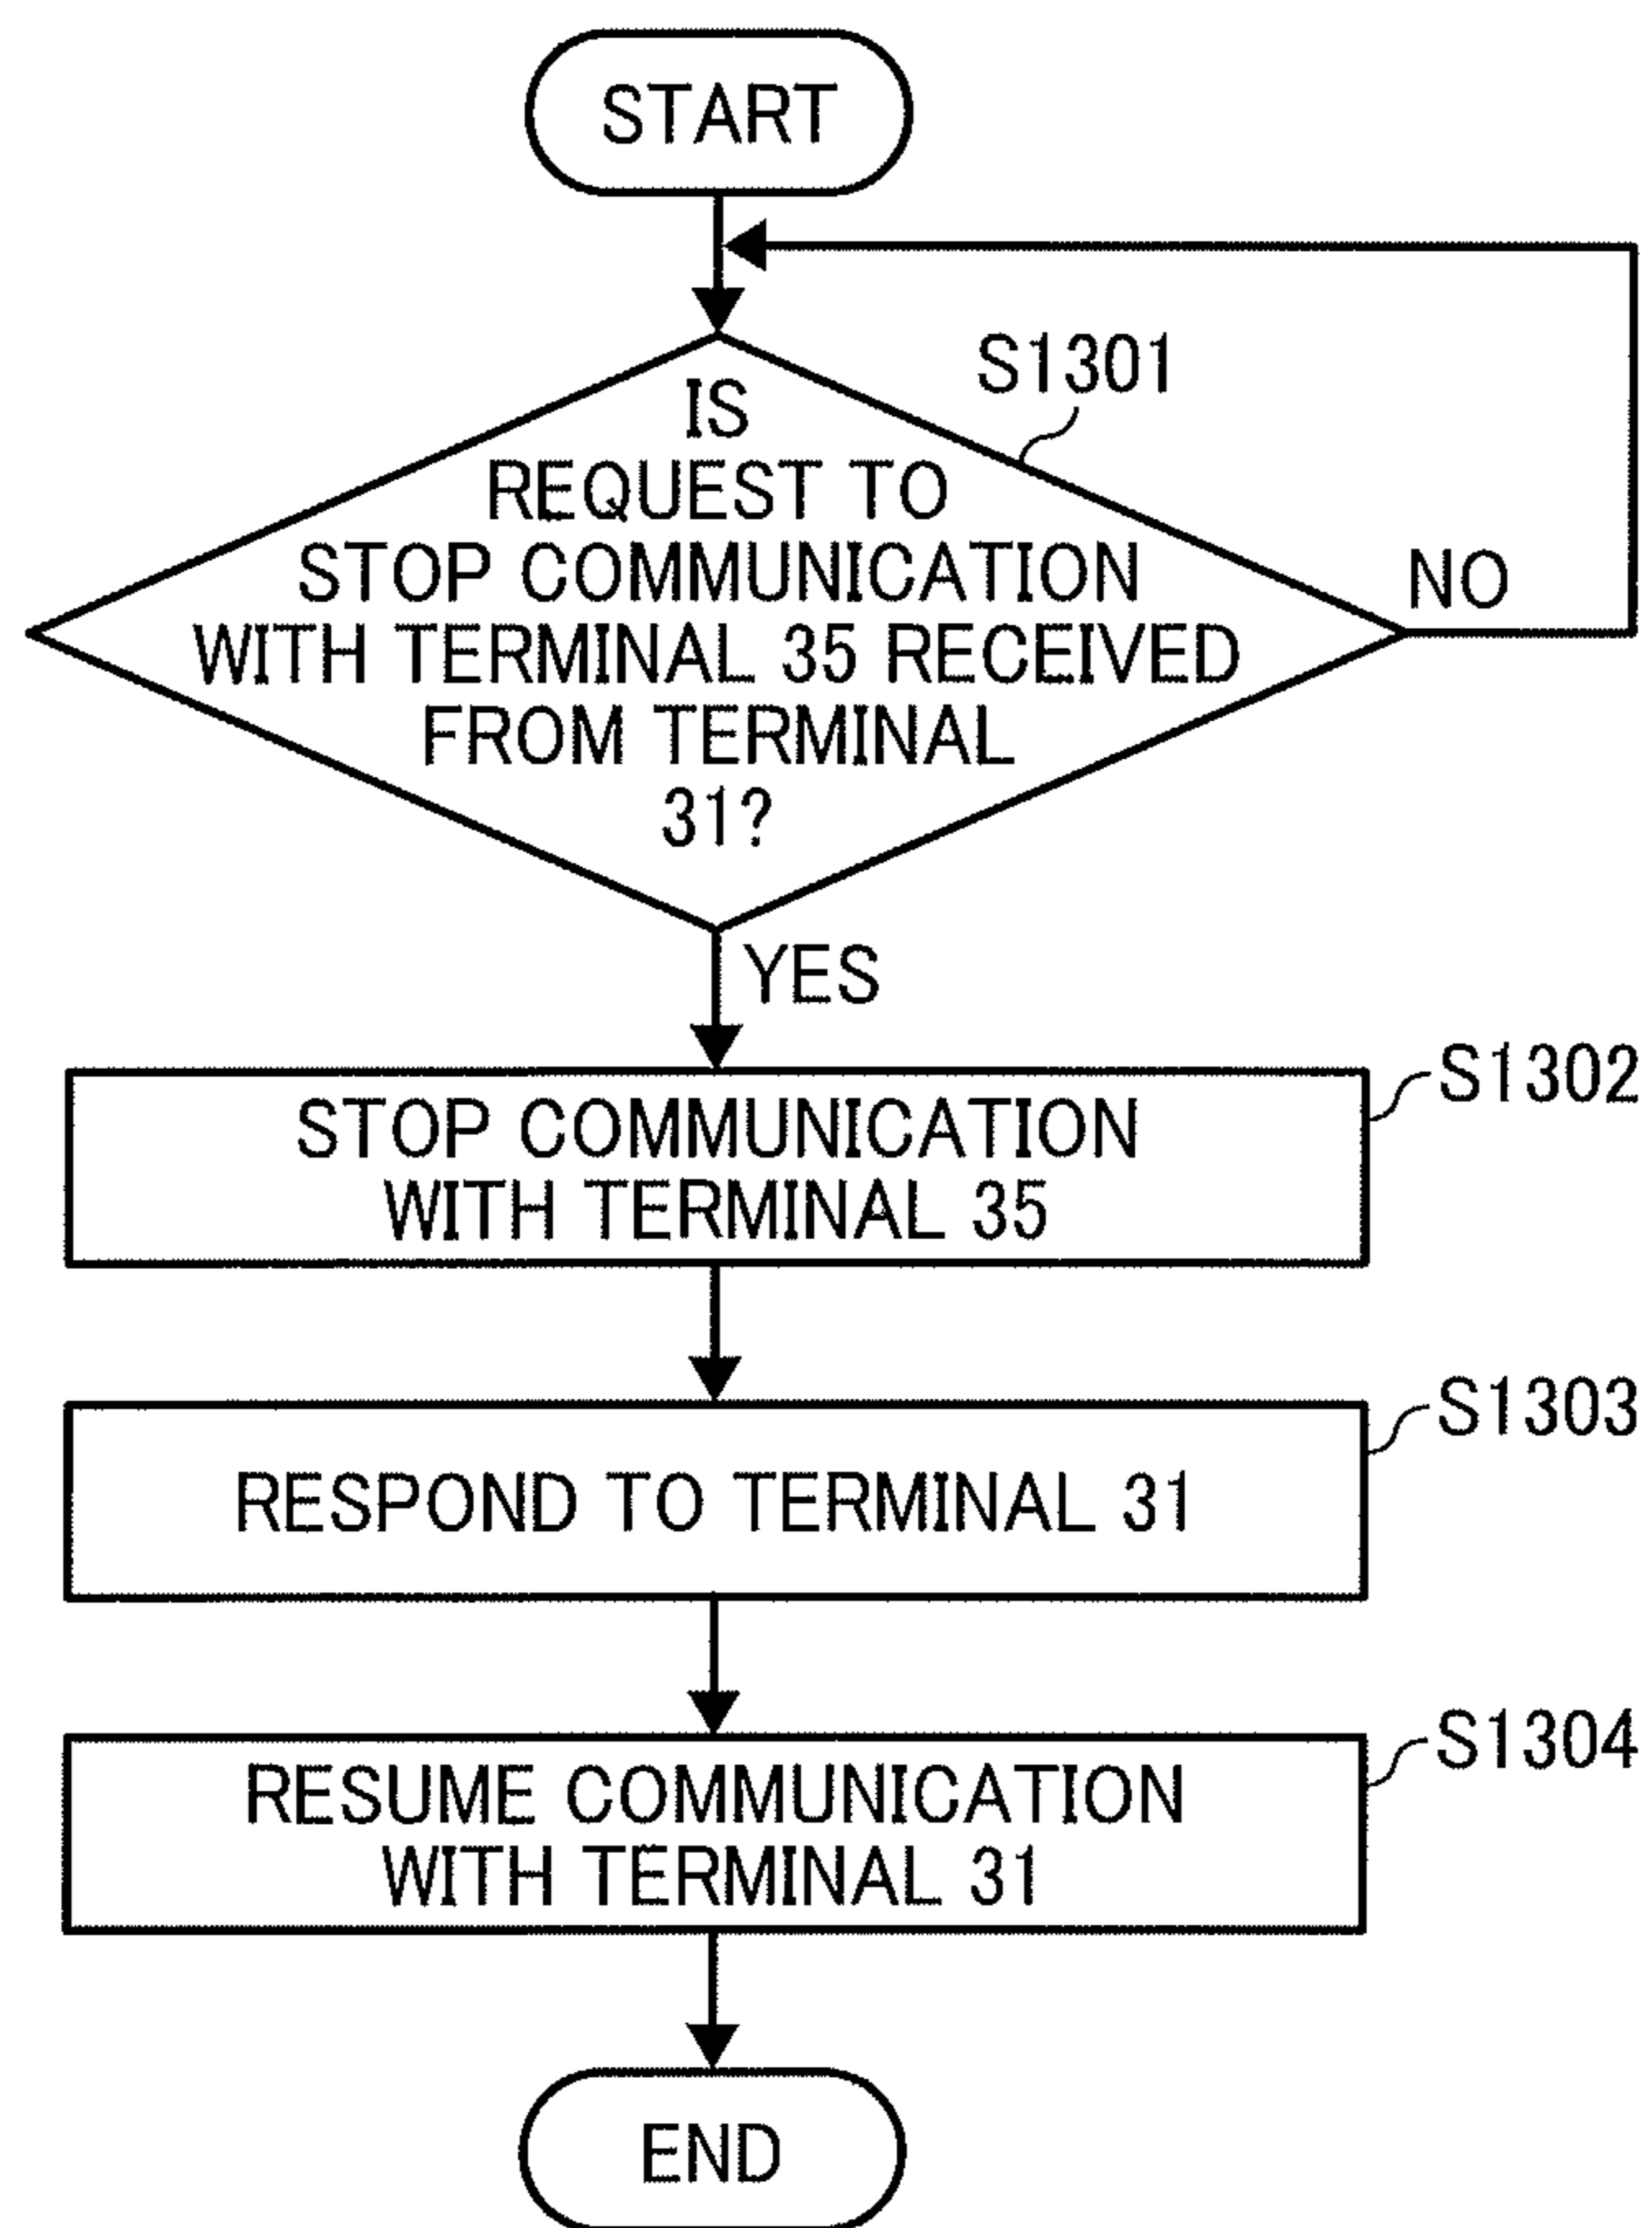 START
S1301
IS
REQUEST TO
STOP COMMUNICATION
WITH TERMINAL 35 RECEIVED
FROM TERMINAL
31?
NO
YES
S1302
STOP COMMUNICATION
WITH TERMINAL 35
S1303
RESPOND TO TERMINAL 31
S1304
RESUME COMMUNICATION
WITH TERMINAL 31
END